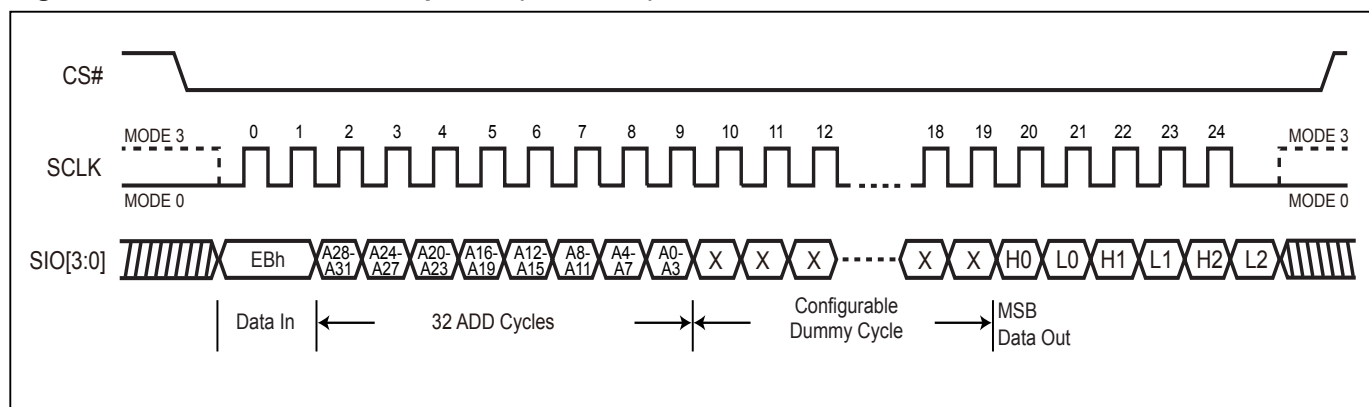 CS#
MODE 3 0 1 2 3 4 5 6 7 8 9 10 11 12 18 19 20 21 22 23 24 MODE 3
SCLK
MODE 0 MODE 0
SIO[3:0] EBh A28-A31 A24-A27 A20-A23 A16-A19 A12-A15 A8-A11 A4-A7 A0-A3 X X X X X H0 L0 H1 L1 H2 L2
Data In 32 ADD Cycles Configurable Dummy Cycle MSB Data Out